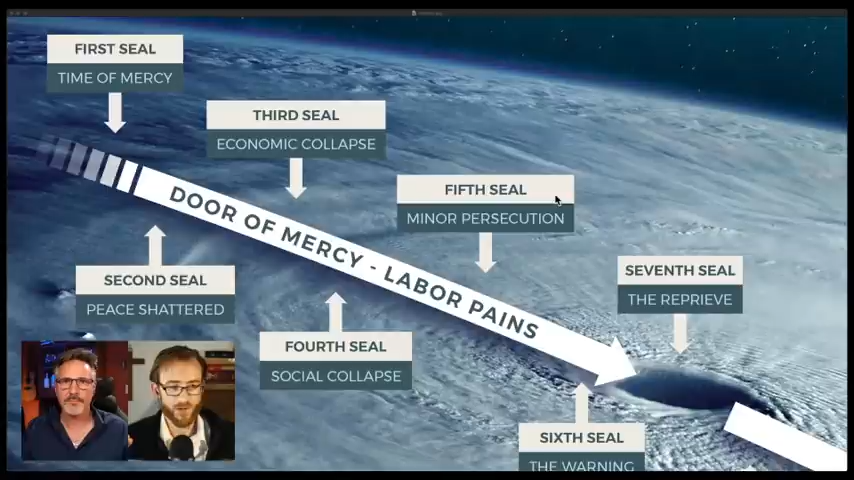 FIRST SEAL
TIME OF MERCY
THIRD SEAL
ECONOMIC COLLAPSE
FIFTH SEAL
MINOR PERSECUTION
DOOR OF MERCY - LABOR PAINS
SECOND SEAL
PEACE SHATTERED
SEVENTH SEAL
THE REPRIEVE
FOURTH SEAL
SOCIAL COLLAPSE
SIXTH SEAL
THE WARNING